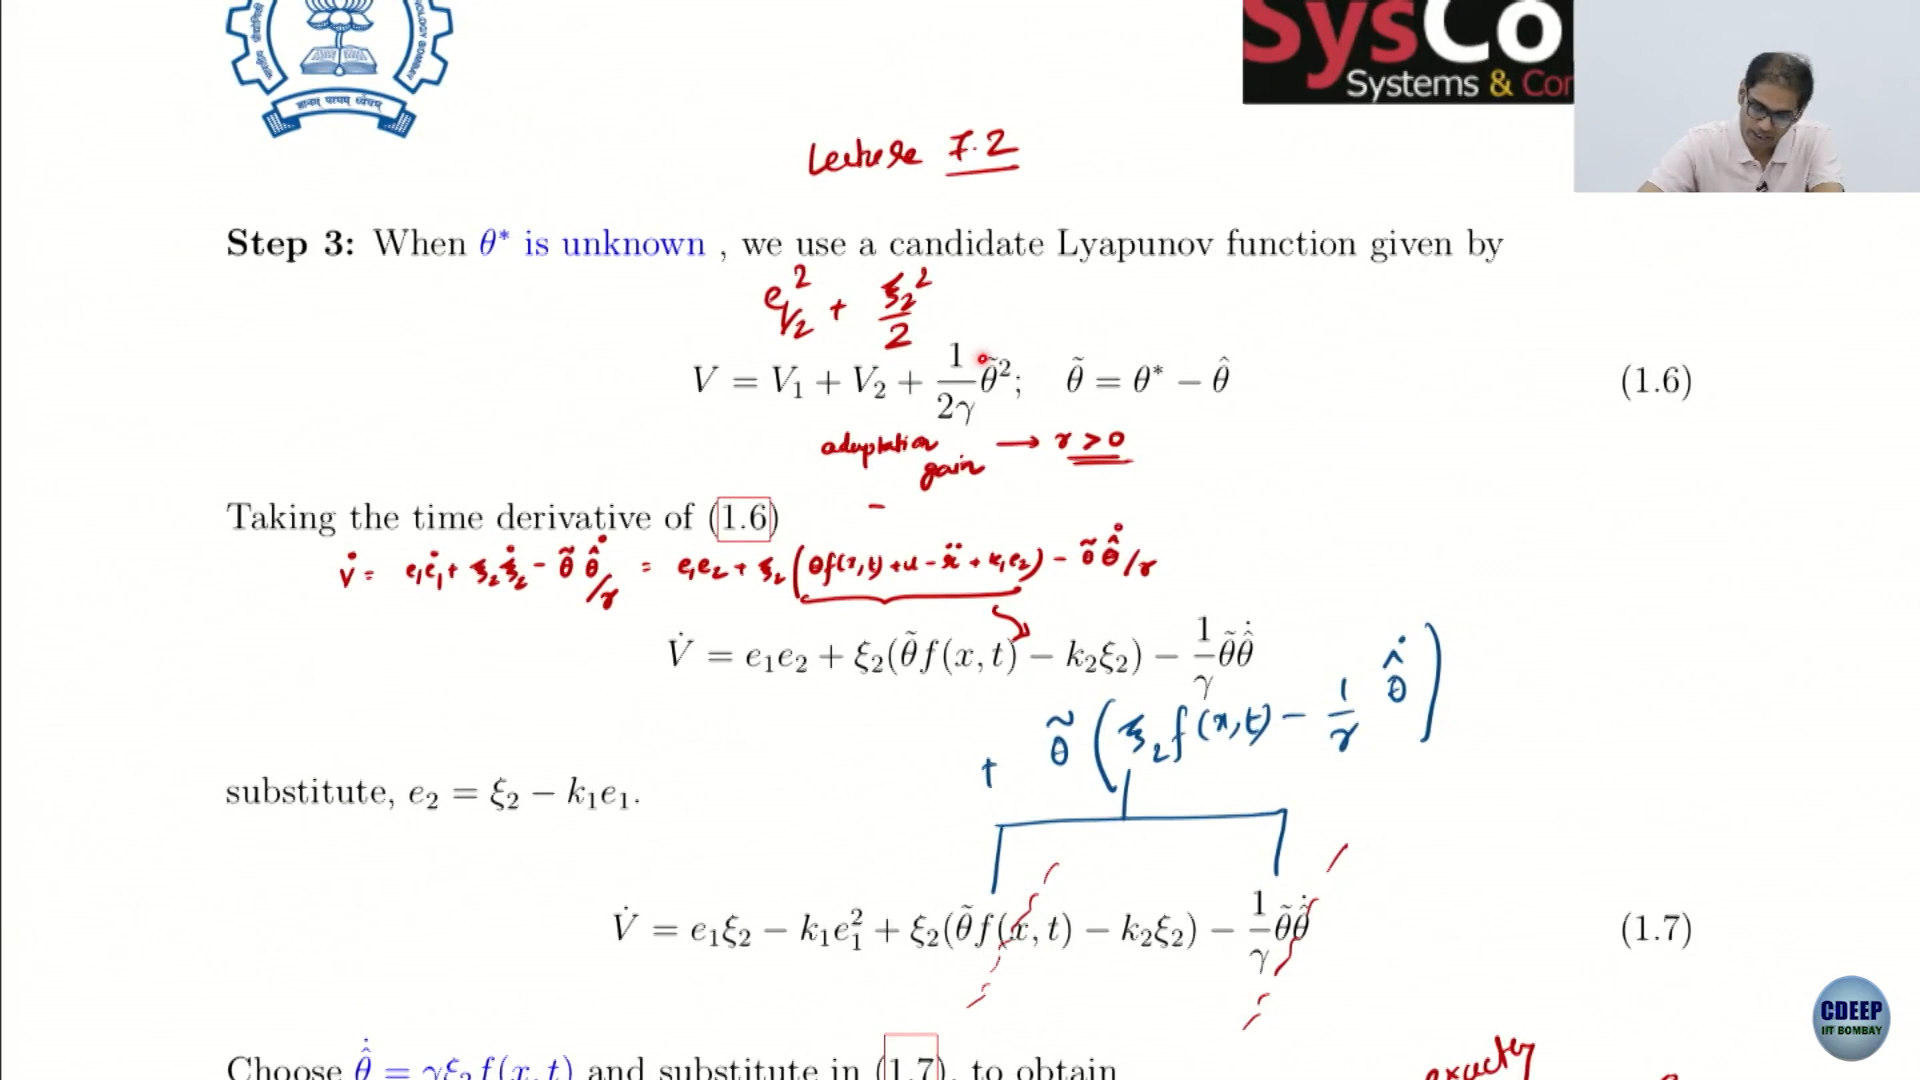 SysCo
Systems & Con
Lecture 7.2
Step 3: When θ* is unknown , we use a candidate Lyapunov function given by
e₁²/2 + ξ₂²/2
V = V₁ + V₂ + 1/2γ θ̃²; θ̃ = θ* − θ̂ (1.6)
adaptation gain → γ > 0
Taking the time derivative of (1.6)
V̇ = e₁ė₁ + ξ₂ξ̇₂ − θ̃ θ̂̇/γ = e₁e₂ + ξ₂(θf(x,t) + u − r̈ + k₁e₂) − θ̃ θ̂̇/γ
V̇ = e₁e₂ + ξ₂(θ̃f(x, t) − k₂ξ₂) − 1/γ θ̃θ̂̇
+ θ̃ (ξ₂f(x,t) − 1/γ θ̂̇)
substitute, e₂ = ξ₂ − k₁e₁.
V̇ = e₁ξ₂ − k₁e₁² + ξ₂(θ̃f(x, t) − k₂ξ₂) − 1/γ θ̃θ̂̇ (1.7)
Choose θ̂̇ = γξ₂f(x, t) and substitute in (1.7), to obtain
exactly
CDEEP
IIT BOMBAY